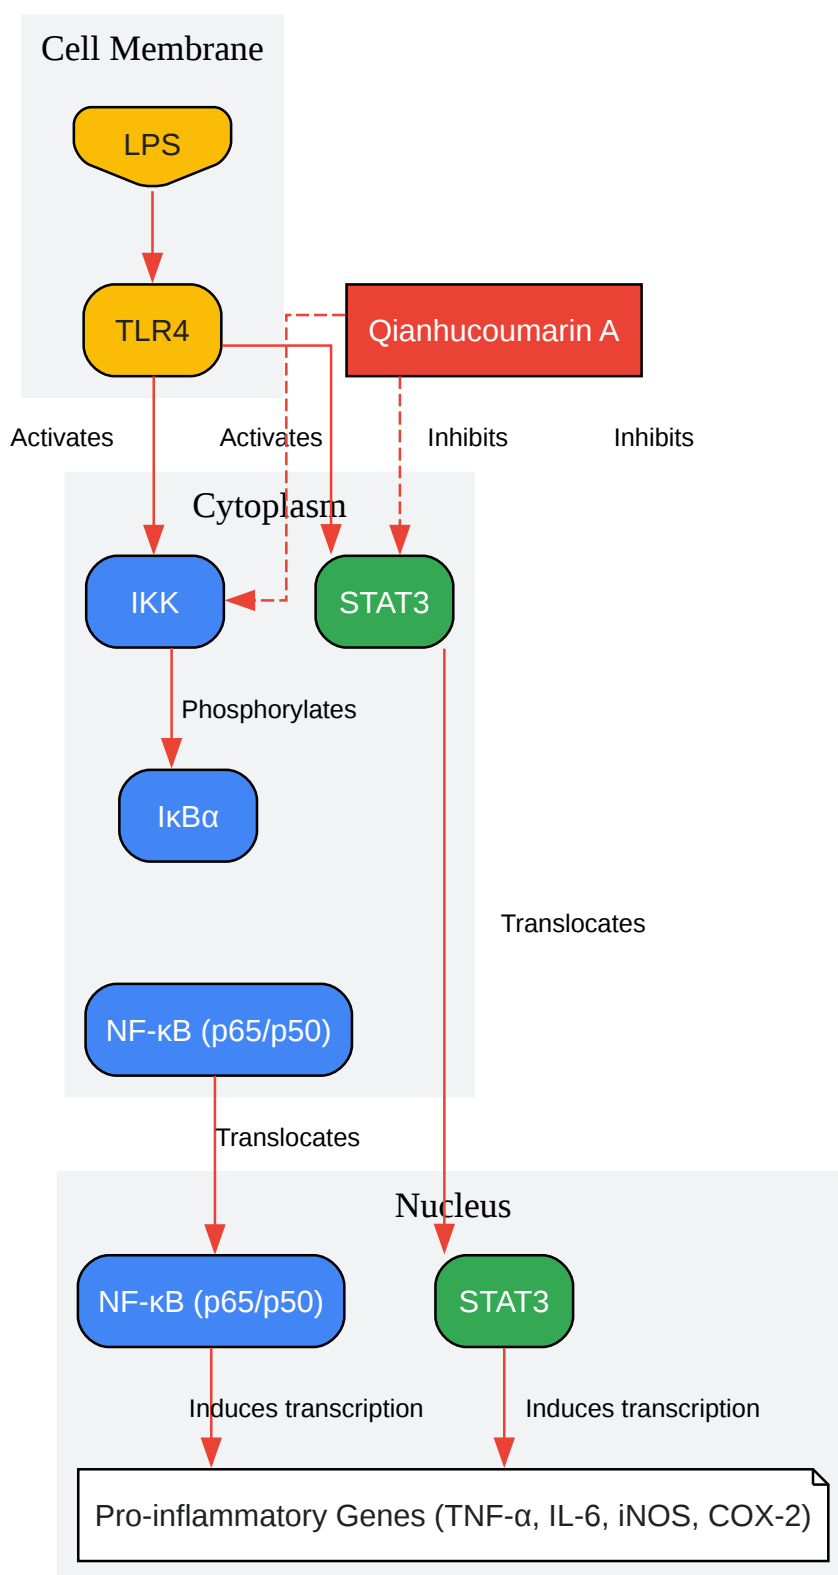 Cell Membrane
LPS
TLR4
Qianhucoumarin A
Activates
Activates
Inhibits
Inhibits
Cytoplasm
IKK
STAT3
Phosphorylates
IκBα
Translocates
NF-κB (p65/p50)
Translocates
Nucleus
NF-κB (p65/p50)
STAT3
Induces transcription
Induces transcription
Pro-inflammatory Genes (TNF-α, IL-6, iNOS, COX-2)